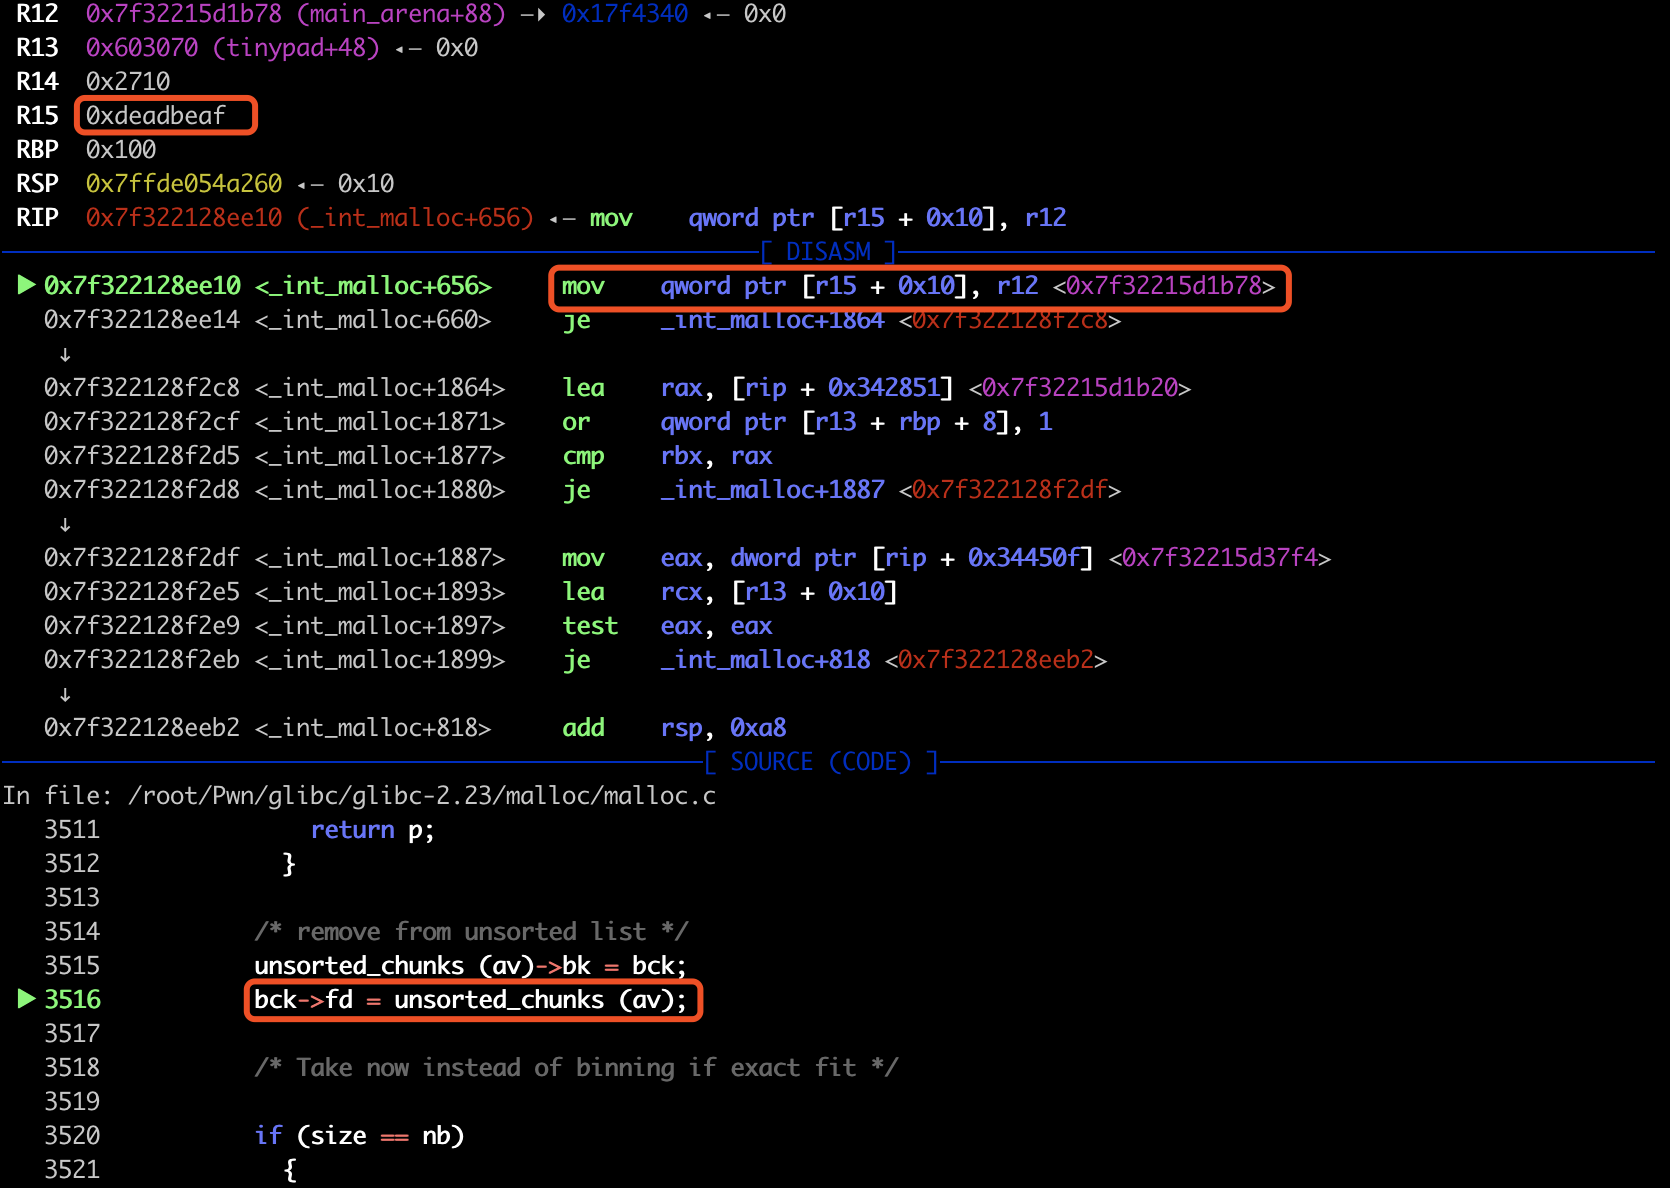 R12  0x7f32215d1b78 (main_arena+88) —▸ 0x17f4340 ◂— 0x0
R13  0x603070 (tinypad+48) ◂— 0x0
R14  0x2710
R15  0xdeadbeaf
RBP  0x100
RSP  0x7ffde054a260 ◂— 0x10
RIP  0x7f322128ee10 (_int_malloc+656) ◂— mov    qword ptr [r15 + 0x10], r12
[ DISASM ]
► 0x7f322128ee10 <_int_malloc+656>     mov    qword ptr [r15 + 0x10], r12 <0x7f32215d1b78>
0x7f322128ee14 <_int_malloc+660>     je     _int_malloc+1864 <0x7f322128f2c8>
↓
0x7f322128f2c8 <_int_malloc+1864>    lea    rax, [rip + 0x342851] <0x7f32215d1b20>
0x7f322128f2cf <_int_malloc+1871>    or     qword ptr [r13 + rbp + 8], 1
0x7f322128f2d5 <_int_malloc+1877>    cmp    rbx, rax
0x7f322128f2d8 <_int_malloc+1880>    je     _int_malloc+1887 <0x7f322128f2df>
↓
0x7f322128f2df <_int_malloc+1887>    mov    eax, dword ptr [rip + 0x34450f] <0x7f32215d37f4>
0x7f322128f2e5 <_int_malloc+1893>    lea    rcx, [r13 + 0x10]
0x7f322128f2e9 <_int_malloc+1897>    test   eax, eax
0x7f322128f2eb <_int_malloc+1899>    je     _int_malloc+818 <0x7f322128eeb2>
↓
0x7f322128eeb2 <_int_malloc+818>     add    rsp, 0xa8
[ SOURCE (CODE) ]
In file: /root/Pwn/glibc/glibc-2.23/malloc/malloc.c
3511               return p;
3512             }
3513
3514           /* remove from unsorted list */
3515           unsorted_chunks (av)->bk = bck;
► 3516           bck->fd = unsorted_chunks (av);
3517
3518           /* Take now instead of binning if exact fit */
3519
3520           if (size == nb)
3521             {